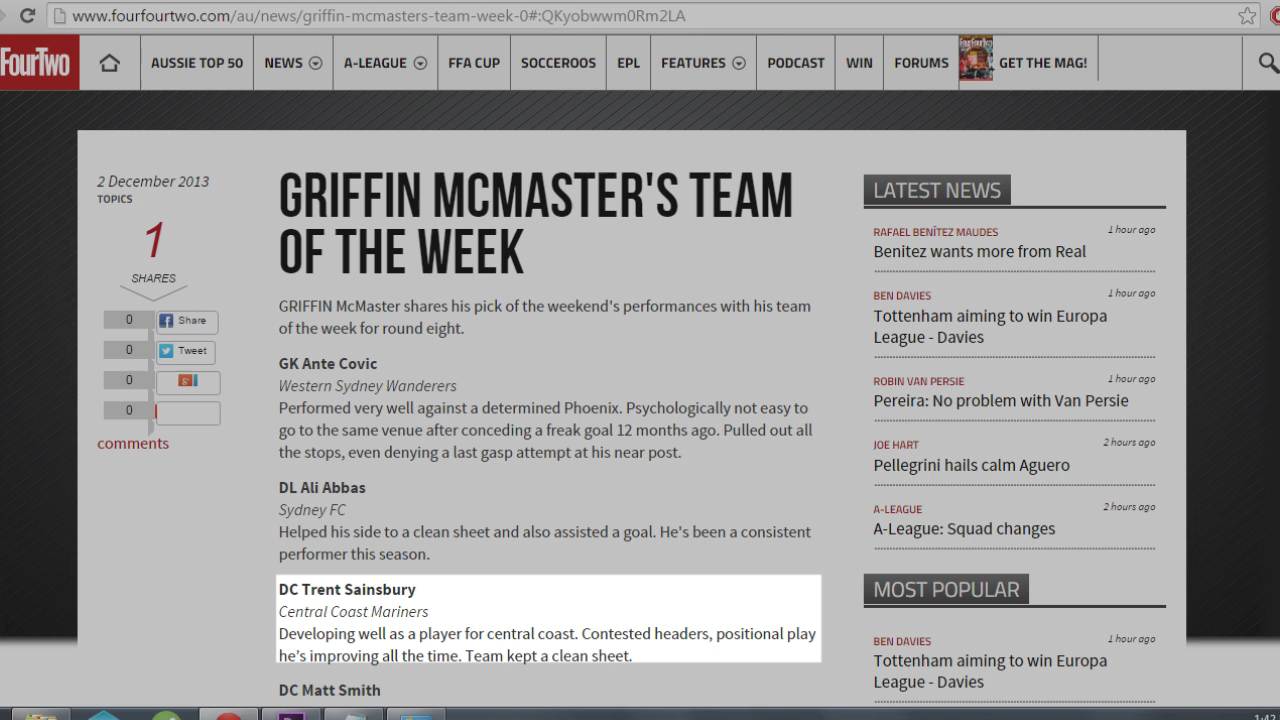 www.fourfourtwo.com/au/news/griffin-mcmasters-team-week-0#:QKyobwwm0Rm2LA
FourTwo
AUSSIE TOP 50
NEWS
A-LEAGUE
FFA CUP
SOCCEROOS
EPL
FEATURES
PODCAST
WIN
FORUMS
GET THE MAG!
2 December 2013
TOPICS
1
SHARES
0 Share
0 Tweet
0
0
comments
GRIFFIN MCMASTER'S TEAM
OF THE WEEK
GRIFFIN McMaster shares his pick of the weekend's performances with his team
of the week for round eight.
GK Ante Covic
Western Sydney Wanderers
Performed very well against a determined Phoenix. Psychologically not easy to
go to the same venue after conceding a freak goal 12 months ago. Pulled out all
the stops, even denying a last gasp attempt at his near post.
DL Ali Abbas
Sydney FC
Helped his side to a clean sheet and also assisted a goal. He's been a consistent
performer this season.
DC Trent Sainsbury
Central Coast Mariners
Developing well as a player for central coast. Contested headers, positional play
he's improving all the time. Team kept a clean sheet.
DC Matt Smith
LATEST NEWS
RAFAEL BENÍTEZ MAUDES 1 hour ago
Benitez wants more from Real
BEN DAVIES 1 hour ago
Tottenham aiming to win Europa
League - Davies
ROBIN VAN PERSIE 1 hour ago
Pereira: No problem with Van Persie
JOE HART 2 hours ago
Pellegrini hails calm Aguero
A-LEAGUE 2 hours ago
A-League: Squad changes
MOST POPULAR
BEN DAVIES 1 hour ago
Tottenham aiming to win Europa
League - Davies